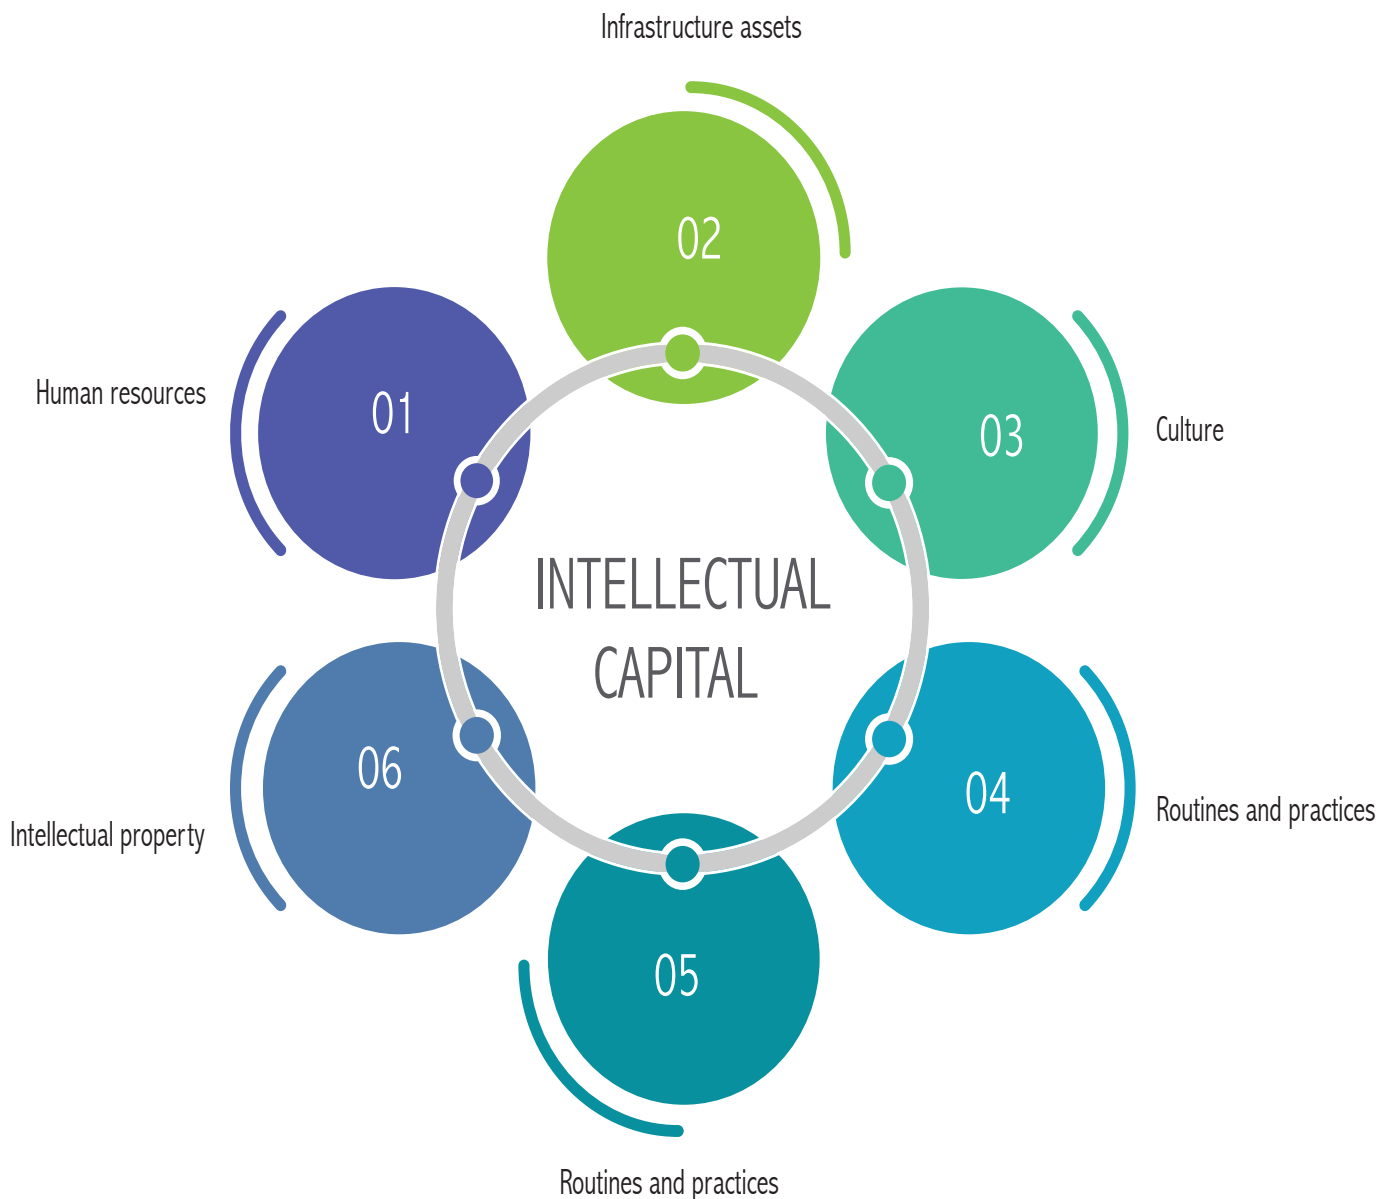 Infrastructure assets
02
01
Human resources
03
Culture
INTELLECTUAL
CAPITAL
06
04
Intellectual property
Routines and practices
05
Routines and practices